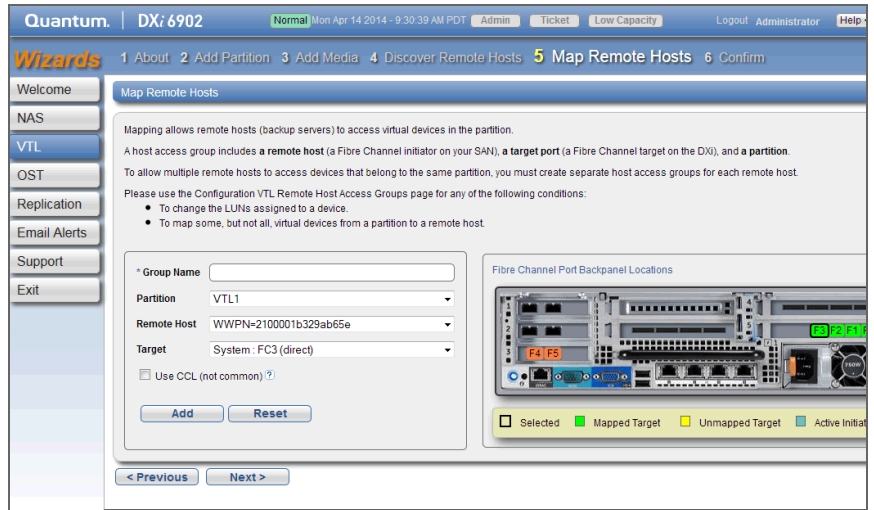 Quantum. DXi 6902 Normal Mon Apr 14 2014 - 9:30:39 AM PDT Admin Ticket Low Capacity Logout Administrator Help
Wizards 1 About 2 Add Partition 3 Add Media 4 Discover Remote Hosts 5 Map Remote Hosts 6 Confirm
Welcome
NAS
VTL
OST
Replication
Email Alerts
Support
Exit
Map Remote Hosts
Mapping allows remote hosts (backup servers) to access virtual devices in the partition.
A host access group includes a remote host (a Fibre Channel initiator on your SAN), a target port (a Fibre Channel target on the DXi), and a partition.
To allow multiple remote hosts to access devices that belong to the same partition, you must create separate host access groups for each remote host.
Please use the Configuration VTL Remote Host Access Groups page for any of the following conditions:
• To change the LUNs assigned to a device.
• To map some, but not all, virtual devices from a partition to a remote host.
* Group Name
Partition VTL1
Remote Host WWPN=2100001b329ab65e
Target System : FC3 (direct)
Use CCL (not common) ?
Add Reset
Fibre Channel Port Backpanel Locations
1
2
3
4
5
F4 F5
F3 F2 F1
750W
Selected Mapped Target Unmapped Target Active Initiat
< Previous Next >